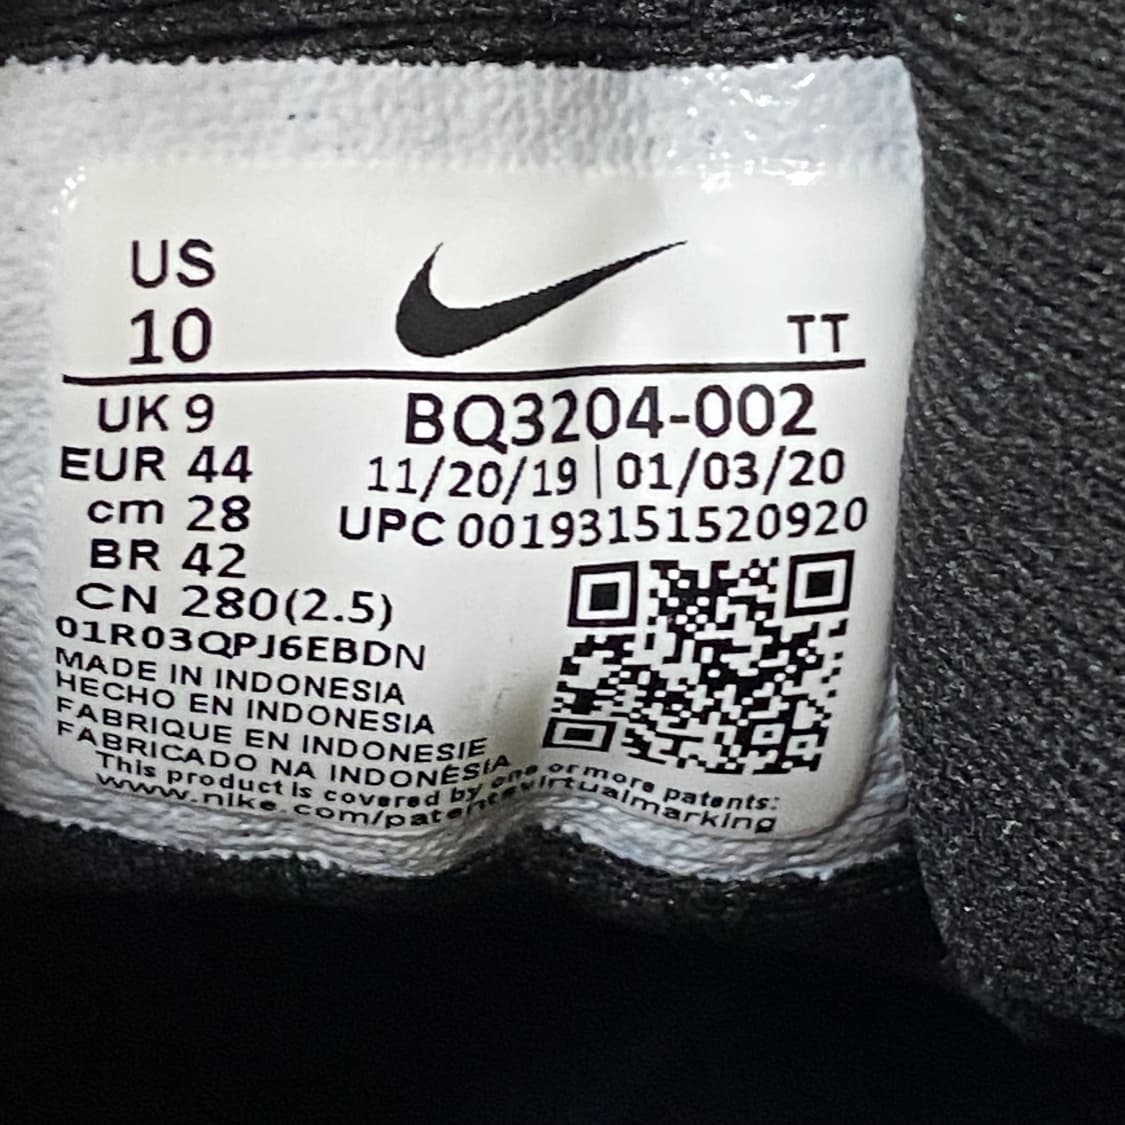 US
10
TT
UK 9
EUR 44
cm 28
BR 42
CN 280(2.5)
BQ3204-002
11/20/19 | 01/03/20
UPC 00193151520920
01R03QPJ6EBDN
MADE IN INDONESIA
HECHO EN INDONESIA
FABRIQUE EN INDONESIE
FABRICADO NA INDONÉSIA
This product is covered by one or more patents:
www.nike.com/patentsvirtualmarking